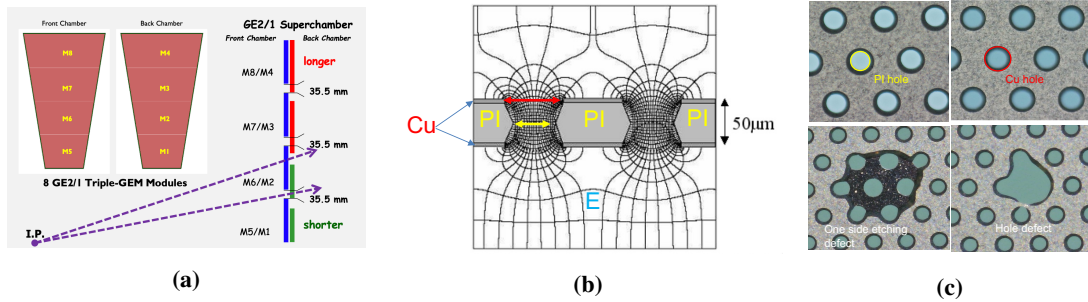 Front Chamber
Back Chamber
M8
M7
M6
M5
M4
M3
M2
M1
8 GE2/1 Triple-GEM Modules
I.P.
GE2/1 Superchamber
Front Chamber
Back Chamber
M8/M4
longer
35.5 mm
M7/M3
35.5 mm
M6/M2
35.5 mm
M5/M1
shorter
(a)
Cu
PI
PI
PI
50μm
E
(b)
PI hole
Cu hole
One side etching
defect
Hole defect
(c)